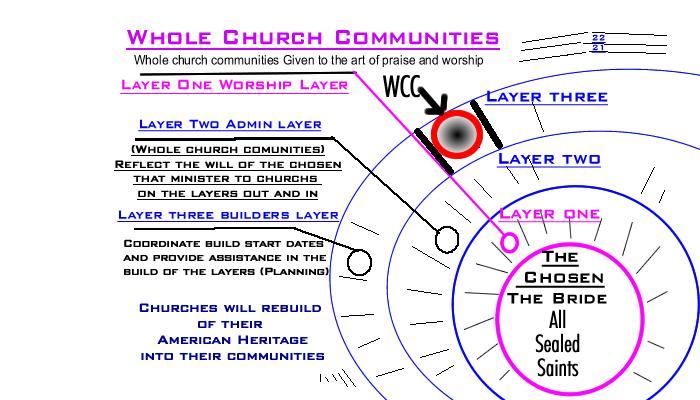 Whole Church Communities
Whole church communities Given to the art of praise and worship
Layer One Worship Layer
Layer Two Admin layer
(Whole church comunities)
Reflect the will of the chosen
that minister to churchs
on the layers out and in
Layer three builders layer
Coordinate build start dates
and provide assistance in the
build of the layers (Planning)
Churches will rebuild
of their
American Heritage
into their communities
22
21
WCC
Layer three
Layer two
Layer one
The
Chosen
The Bride
All
Sealed
Saints